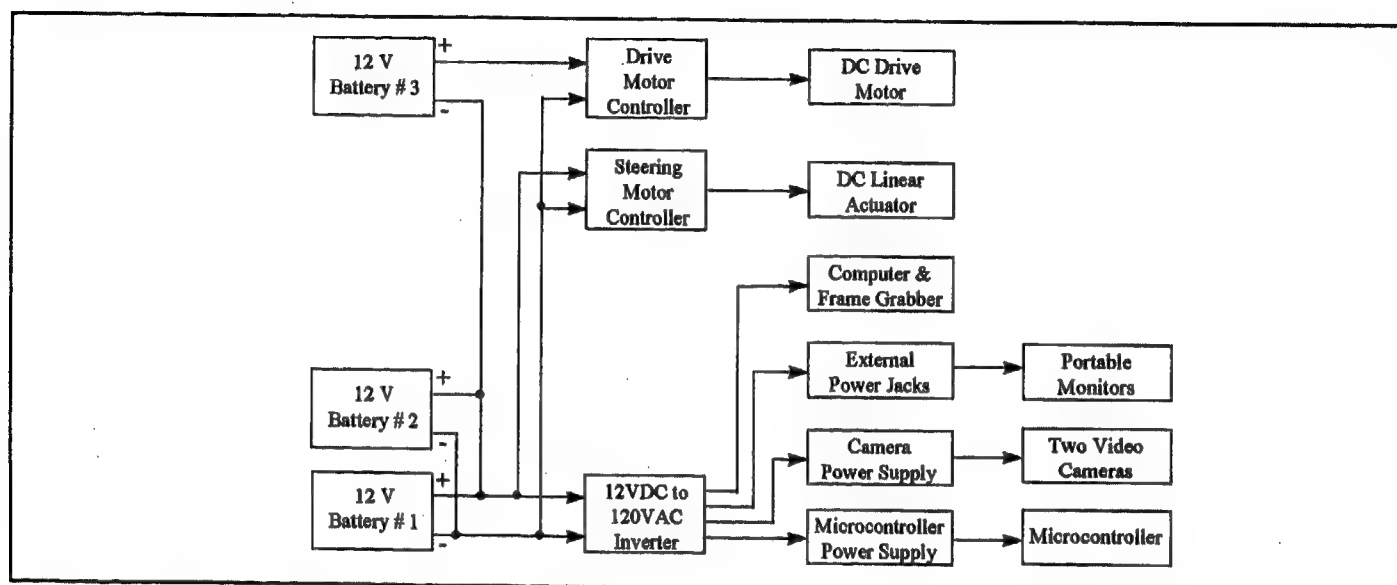 12 V
Battery # 3
+
-
Drive
Motor
Controller
DC Drive
Motor
Steering
Motor
Controller
DC Linear
Actuator
Computer &
Frame Grabber
External
Power Jacks
Portable
Monitors
12 V
Battery # 2
+
-
Camera
Power Supply
Two Video
Cameras
12 V
Battery # 1
+
-
12VDC to
120VAC
Inverter
Microcontroller
Power Supply
Microcontroller